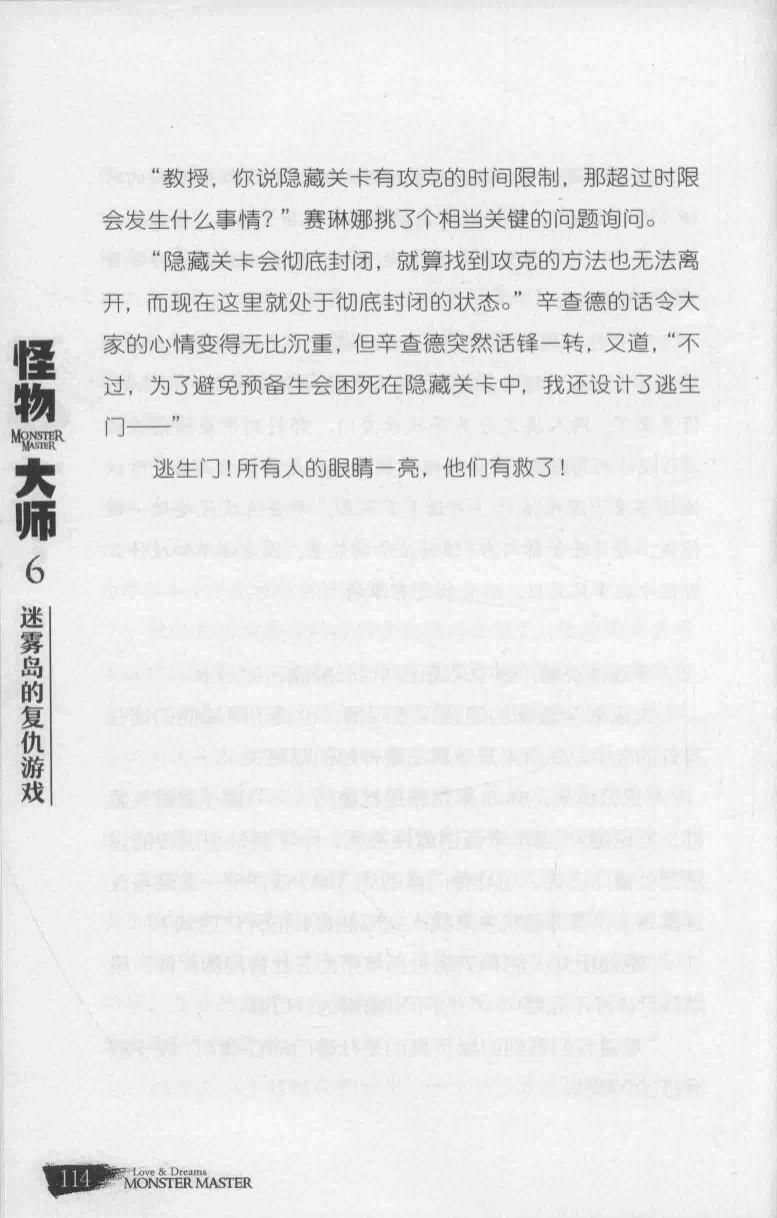 “教授，你说隐藏关卡有攻克的时间限制，那超过时限
会发生什么事情？”赛琳娜挑了个相当关键的问题询问。
“隐藏关卡会彻底封闭，就算找到攻克的方法也无法离
开，而现在这里就处于彻底封闭的状态。”辛查德的话令大
家的心情变得无比沉重，但辛查德突然话锋一转，又道，“不
过，为了避免预备生会困死在隐藏关卡中，我还设计了逃生
门——”
逃生门！所有人的眼睛一亮，他们有救了！
怪物
MONSTER
MASTER
大师
6
迷雾岛的复仇游戏
114
Love & Dreams
MONSTER MASTER